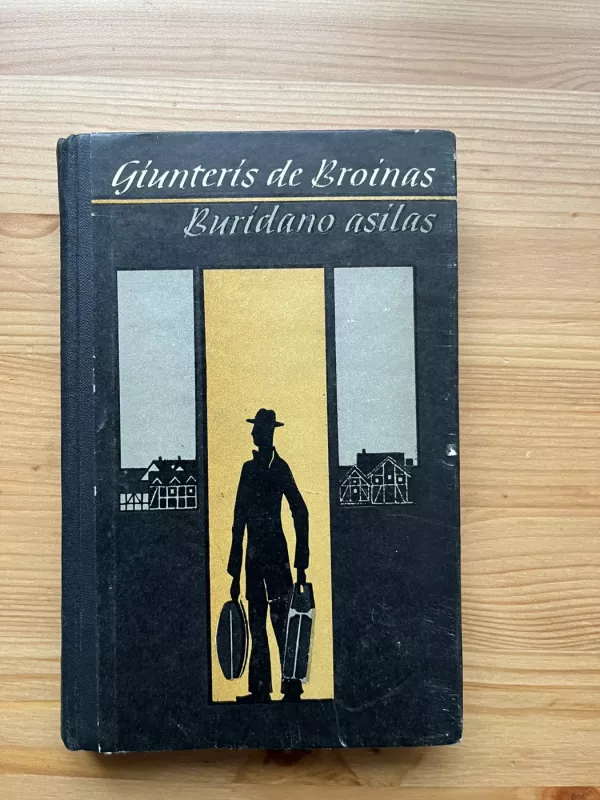 Giunteris de Broinas
Buridano asilas